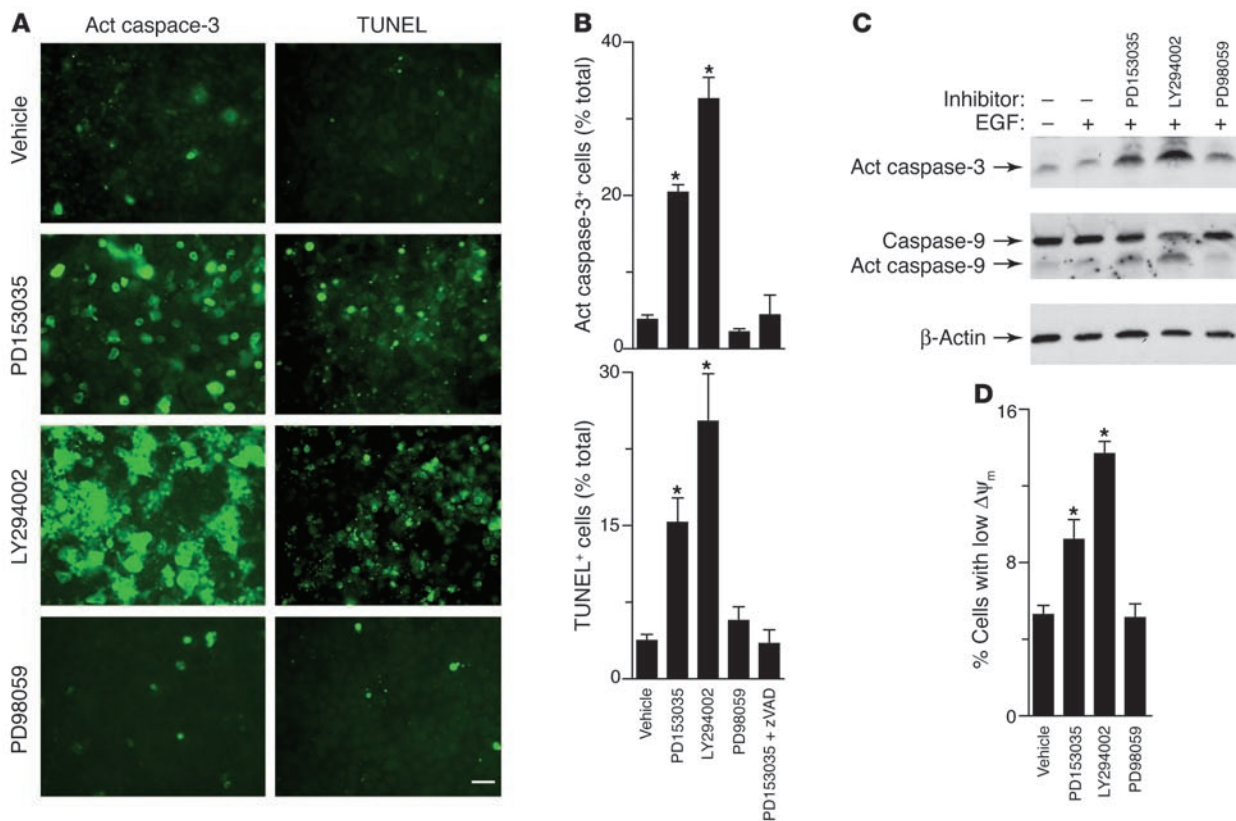 A
Act caspace-3
TUNEL
Vehicle
PD153035
LY294002
PD98059
B
Act caspase-3+ cells (% total)
40
20
0
*
*
TUNEL+ cells (% total)
30
15
0
*
*
Vehicle
PD153035
LY294002
PD98059
PD153035 + zVAD
C
PD153035
LY294002
PD98059
Inhibitor: – –
EGF: – + + + +
Act caspase-3
Caspase-9
Act caspase-9
β-Actin
D
% Cells with low Δψm
16
8
0
*
*
Vehicle
PD153035
LY294002
PD98059